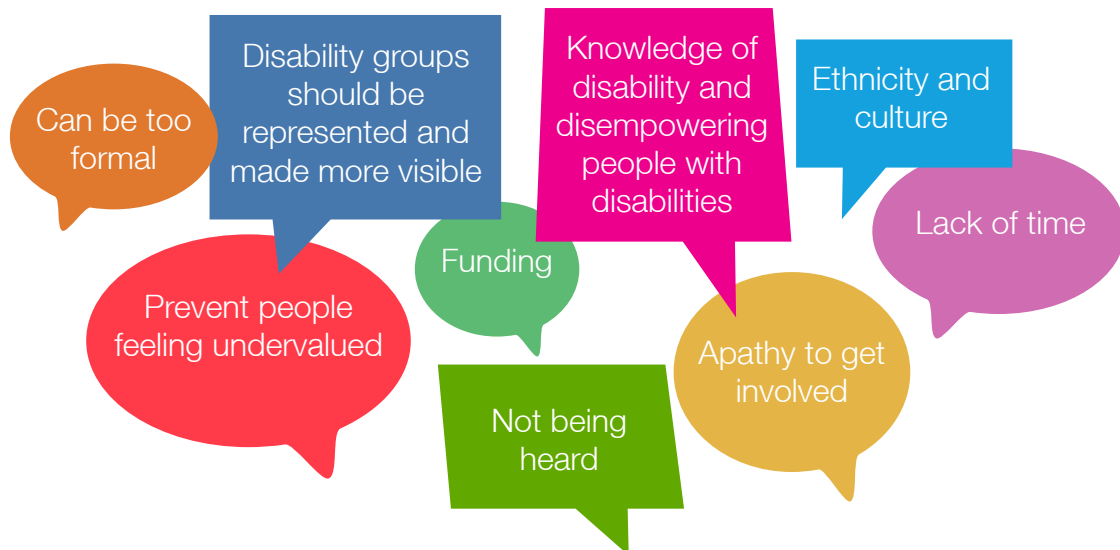 Can be too
formal
Disability groups
should be
represented and
made more visible
Knowledge of
disability and
disempowering
people with
disabilities
Ethnicity and
culture
Lack of time
Funding
Prevent people
feeling undervalued
Apathy to get
involved
Not being
heard